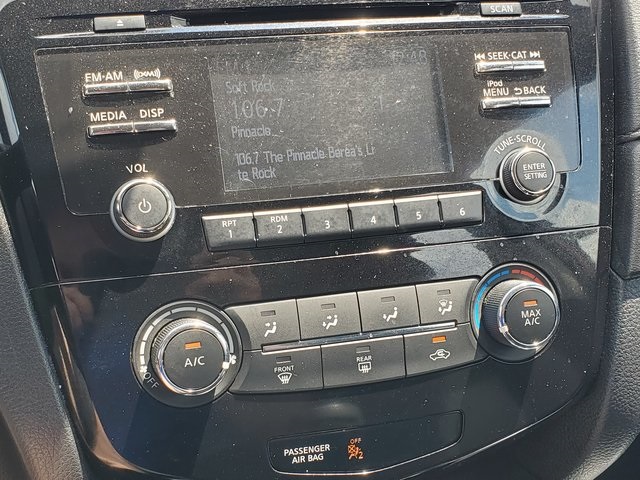 SCAN
FM·AM
SEEK·CAT
MEDIA DISP
iPod
MENU BACK
Rock
106.7
Pinnacle
106.7 The Pinnacle Berea's Li
te Rock
VOL
TUNE·SCROLL
ENTER
SETTING
RPT
1
RDM
2
3
4
5
6
A/C
OFF
MAX
A/C
FRONT
REAR
PASSENGER
AIR BAG
OFF
2